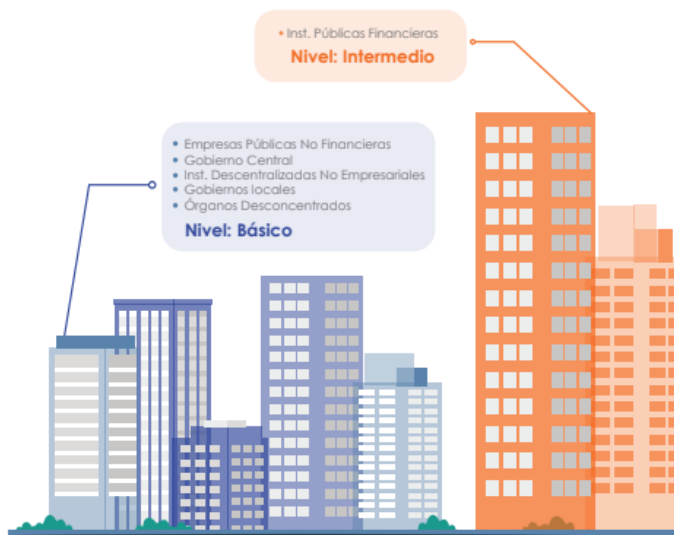 • Inst. Públicas Financieras
Nivel: Intermedio
• Empresas Públicas No Financieras
• Gobierno Central
• Inst. Descentralizadas No Empresariales
• Gobiernos locales
• Órganos Desconcentrados
Nivel: Básico